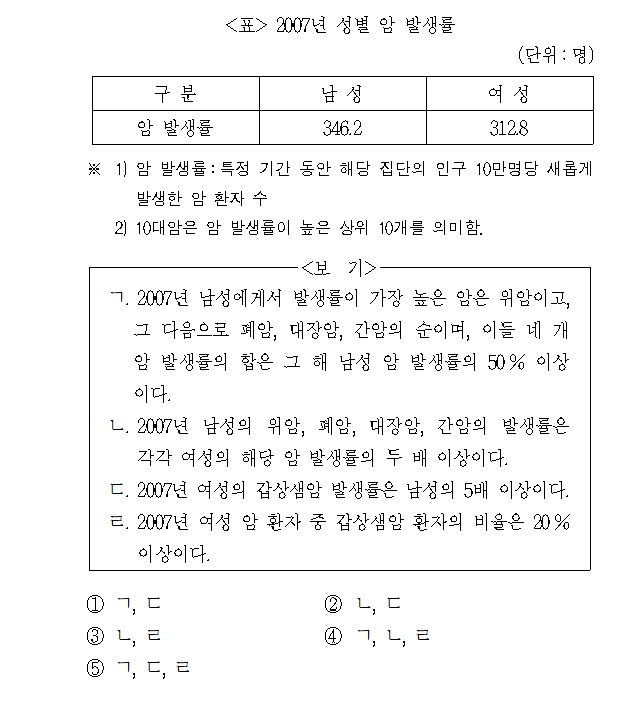 <표> 2007년 성별 암 발생률
(단위 : 명)
구 분 남 성 여 성
암 발생률 346.2 312.8
※ 1) 암 발생률 : 특정 기간 동안 해당 집단의 인구 10만명당 새롭게
발생한 암 환자 수
2) 10대암은 암 발생률이 높은 상위 10개를 의미함.
<보 기>
ㄱ. 2007년 남성에게서 발생률이 가장 높은 암은 위암이고,
그 다음으로 폐암, 대장암, 간암의 순이며, 이들 네 개
암 발생률의 합은 그 해 남성 암 발생률의 50% 이상
이다.
ㄴ. 2007년 남성의 위암, 폐암, 대장암, 간암의 발생률은
각각 여성의 해당 암 발생률의 두 배 이상이다.
ㄷ. 2007년 여성의 갑상샘암 발생률은 남성의 5배 이상이다.
ㄹ. 2007년 여성 암 환자 중 갑상샘암 환자의 비율은 20%
이상이다.
① ㄱ, ㄷ ② ㄴ, ㄷ
③ ㄴ, ㄹ ④ ㄱ, ㄴ, ㄹ
⑤ ㄱ, ㄷ, ㄹ